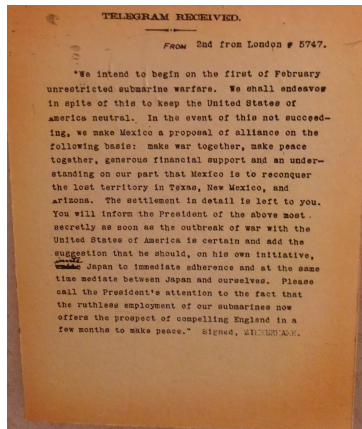 TELEGRAM RECEIVED.
FROM 2nd from London # 5747.
"We intend to begin on the first of February
unrestricted submarine warfare. We shall endeavor
in spite of this to keep the United States of
America neutral. In the event of this not succeed-
ing, we make Mexico a proposal of alliance on the
following basis: make war together, make peace
together, generous financial support and an under-
standing on our part that Mexico is to reconquer
the lost territory in Texas, New Mexico, and
Arizona. The settlement in detail is left to you.
You will inform the President of the above most
secretly as soon as the outbreak of war with the
United States of America is certain and add the
suggestion that he should, on his own initiative,
invite Japan to immediate adherence and at the same
time mediate between Japan and ourselves. Please
call the President's attention to the fact that
the ruthless employment of our submarines now
offers the prospect of compelling England in a
few months to make peace." Signed, ZIMMERMANN.